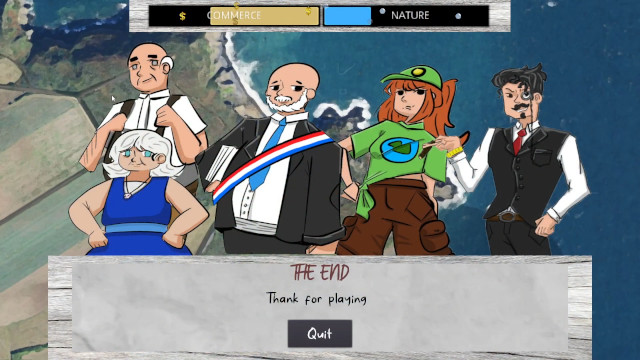 $ COMMERCE
NATURE
THE END
Thank for playing
Quit